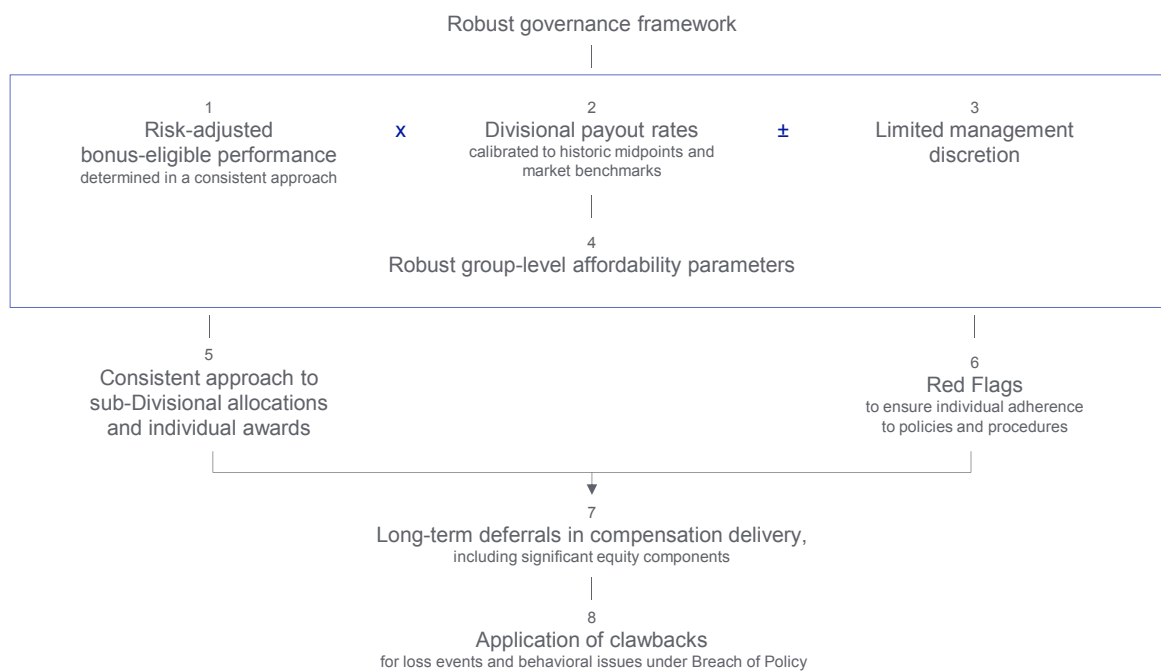 Robust governance framework
1
Risk-adjusted
bonus-eligible performance
determined in a consistent approach
x
2
Divisional payout rates
calibrated to historic midpoints and
market benchmarks
±
3
Limited management
discretion
4
Robust group-level affordability parameters
5
Consistent approach to
sub-Divisional allocations
and individual awards
6
Red Flags
to ensure individual adherence
to policies and procedures
7
Long-term deferrals in compensation delivery,
including significant equity components
8
Application of clawbacks
for loss events and behavioral issues under Breach of Policy